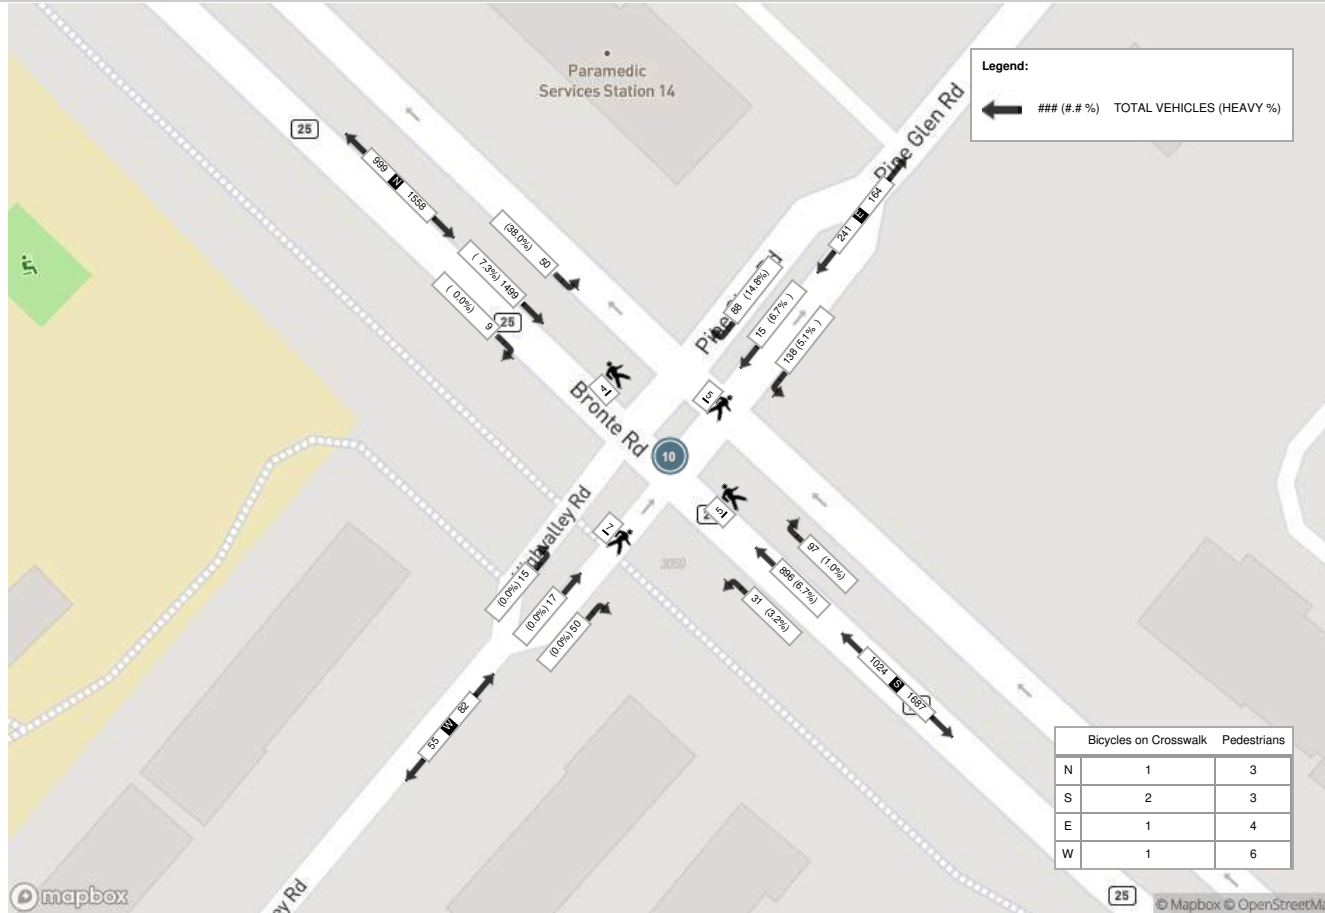 Paramedic
Services Station 14
Legend:
### (#.# %) TOTAL VEHICLES (HEAVY %)
25
Pine Glen Rd
999 N 1558
164
E
241
(38.0%) 50
( 7.3%) 1499
( 0.0%) 9
25
88 (14.8%)
15 (6.7% )
138 (5.1% )
4
5
Bronte Rd
10
7
5
3050
97 (1.0%)
896 (6.7%)
31 (3.2%)
(0.0%) 15
(0.0%) 17
(0.0%) 50
1024 S 1687
82
W
55
Bicycles on Crosswalk Pedestrians
N 1 3
S 2 3
E 1 4
W 1 6
mapbox
ey Rd
25
© Mapbox © OpenStreetMa